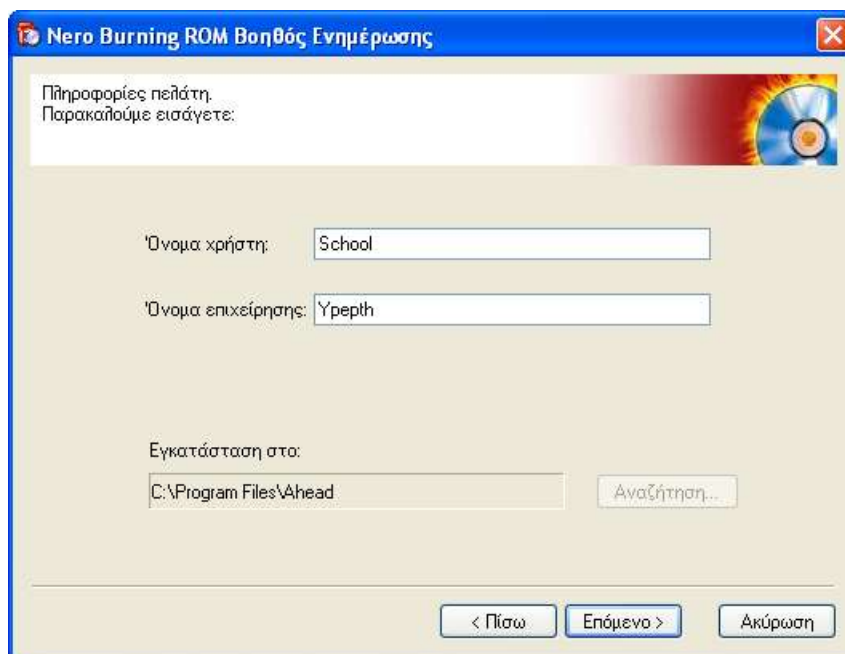 Nero Burning ROM Βοηθός Ενημέρωσης
Πληροφορίες πελάτη.
Παρακαλούμε εισάγετε:
Όνομα χρήστη: School
Όνομα επιχείρησης: Ypepth
Εγκατάσταση στο:
C:\Program Files\Ahead Αναζήτηση...
< Πίσω Επόμενο > Ακύρωση